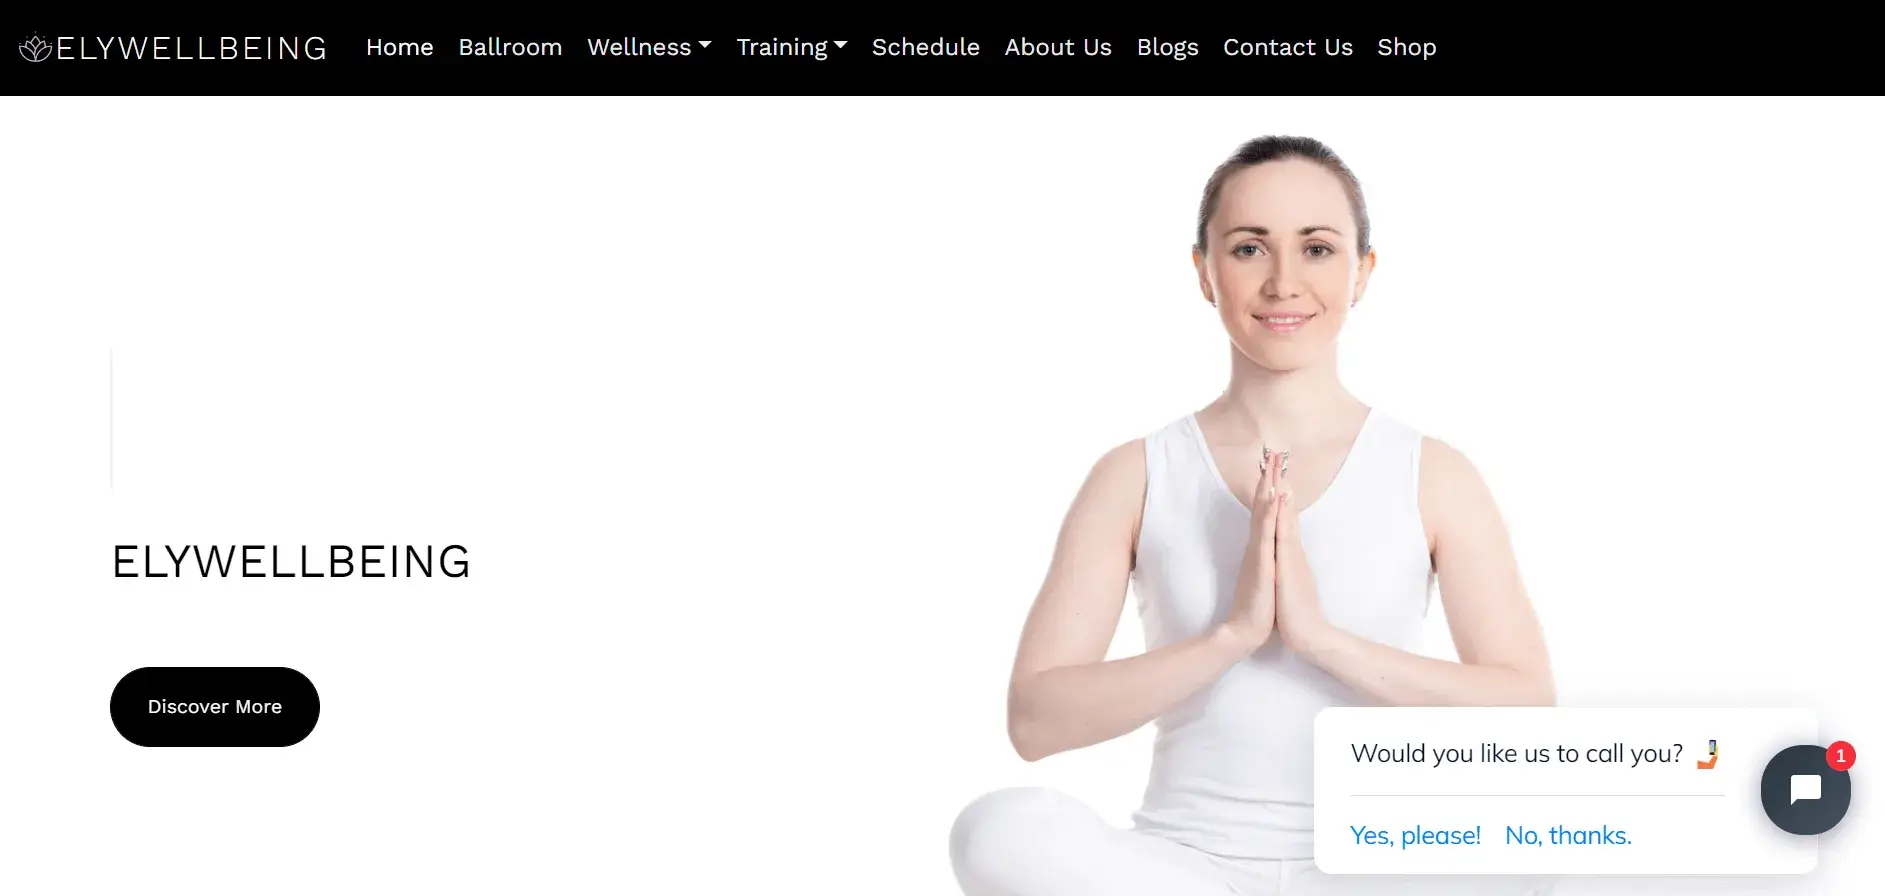 ELYWELLBEING Home Ballroom Wellness Training Schedule About Us Blogs Contact Us Shop
ELYWELLBEING
Discover More
Would you like us to call you?
1
Yes, please! No, thanks.